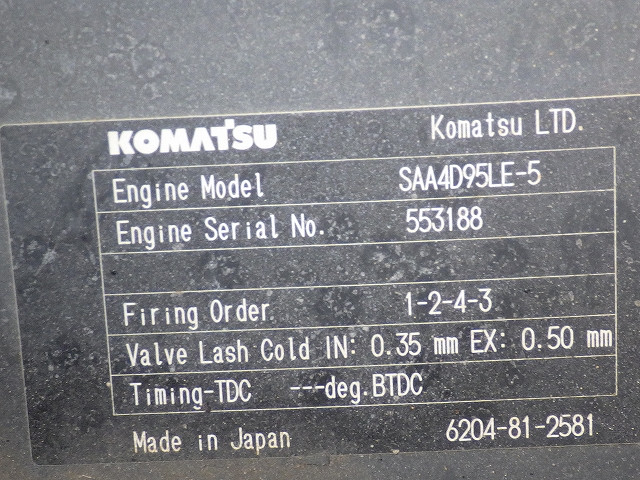 KOMATSU Komatsu LTD.
Engine Model SAA4D95LE-5
Engine Serial No. 553188
Firing Order 1-2-4-3
Valve Lash Cold IN: 0.35 mm EX: 0.50 mm
Timing-TDC ---deg.BTDC
Made in Japan 6204-81-2581